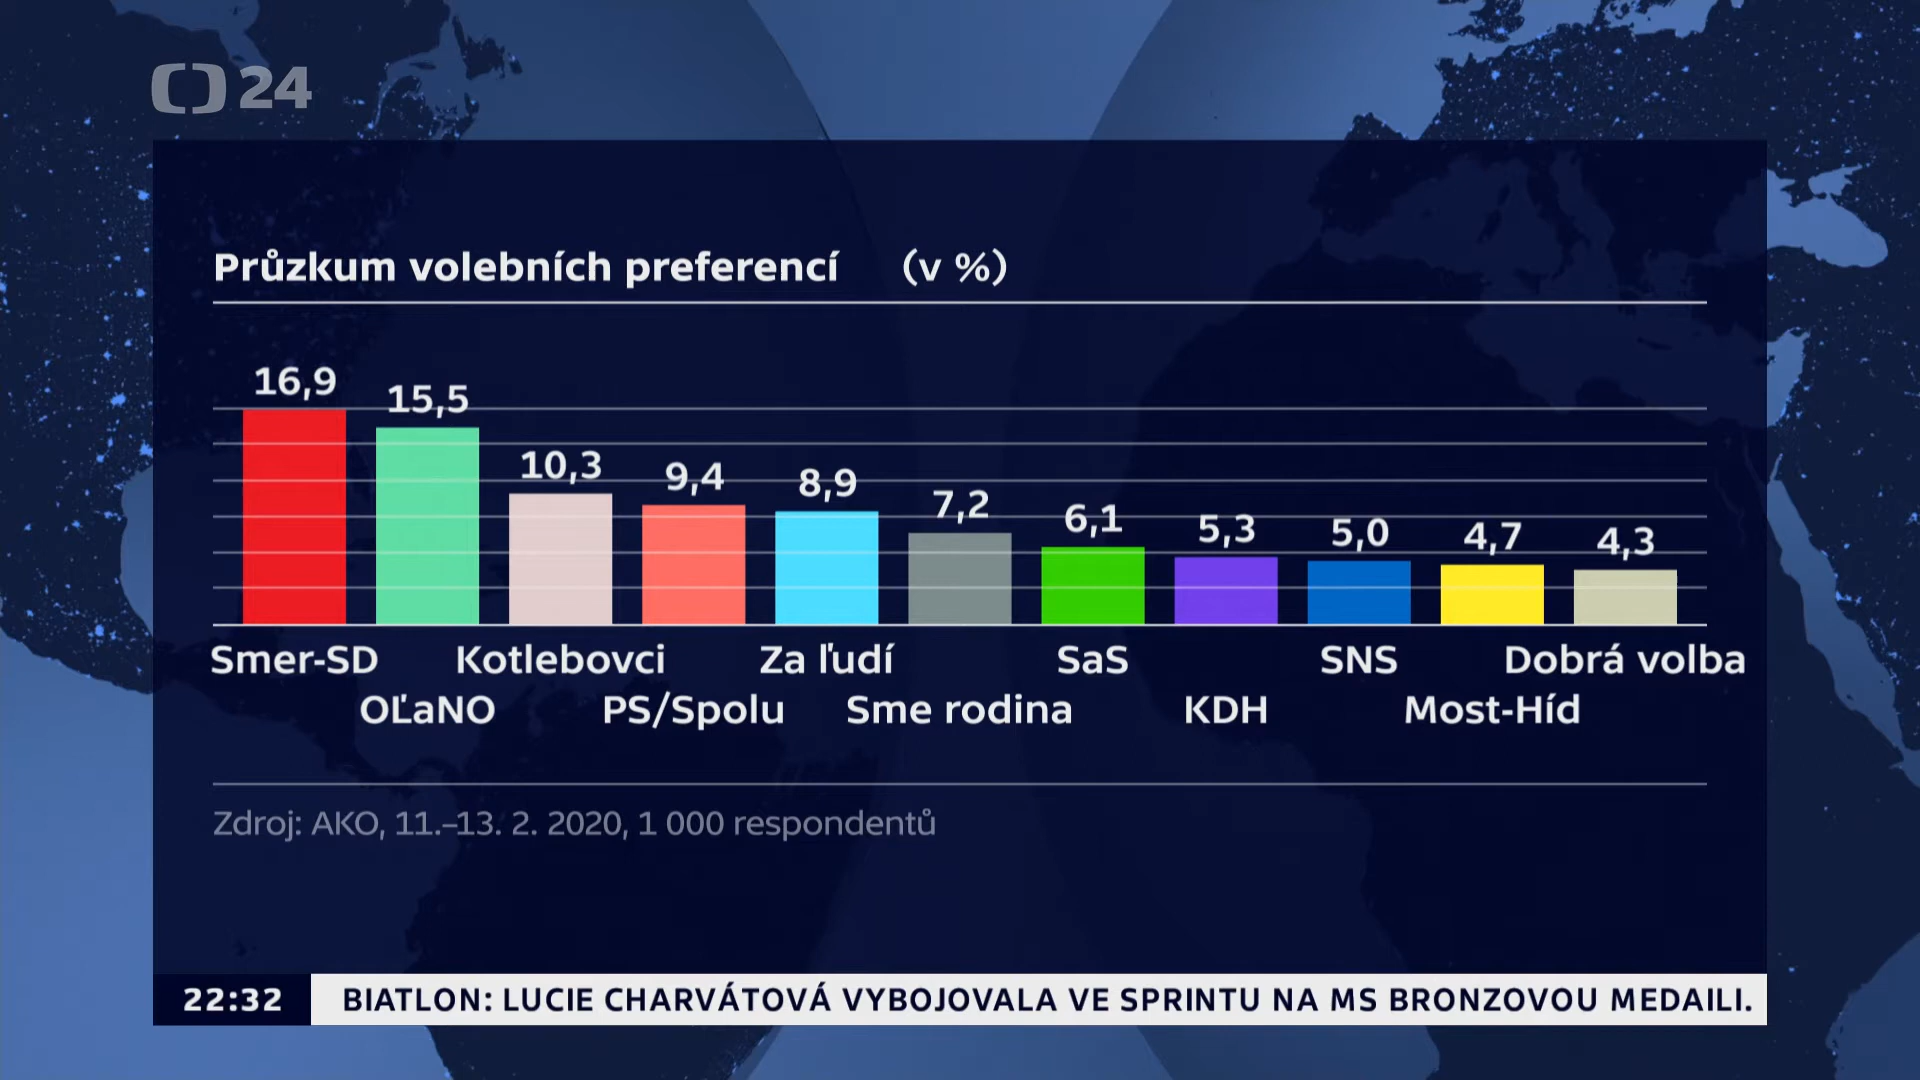 24
Průzkum volebních preferencí (v %)
16,9 15,5 10,3 9,4 8,9 7,2 6,1 5,3 5,0 4,7 4,3
Smer-SD Kotlebovci Za ľudí SaS SNS Dobrá volba
OĽaNO PS/Spolu Sme rodina KDH Most-Híd
Zdroj: AKO, 11.–13. 2. 2020, 1 000 respondentů
22:32 BIATLON: LUCIE CHARVÁTOVÁ VYBOJOVALA VE SPRINTU NA MS BRONZOVOU MEDAILI.